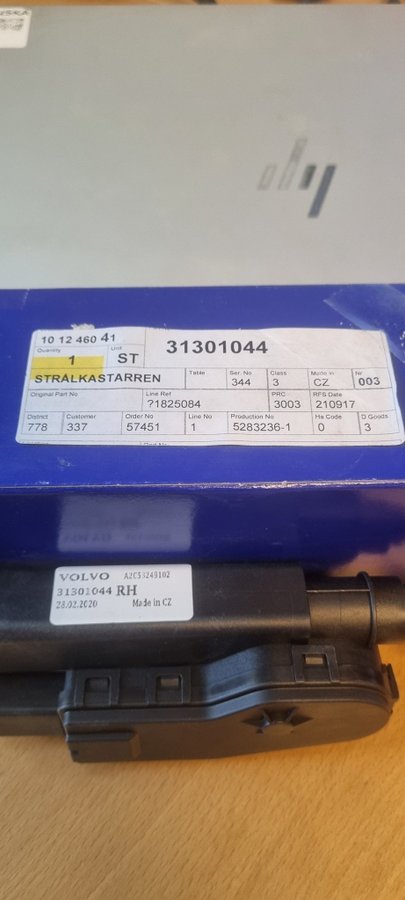 10 12 460 41
Quantity
1
Unit
ST
31301044
STRÅLKASTARREN
Table
Ser. No
344
Class
3
Made in
CZ
Nr
003
Original Part No
Line Ref
?1825084
PRC
3003
RFS Date
210917
District
778
Customer
337
Order No
57451
Line No
1
Production No
5283236-1
Ha Code
0
D.Goods
3
VOLVO A2C53249102
31301044 RH
28.02.2020 Made in CZ